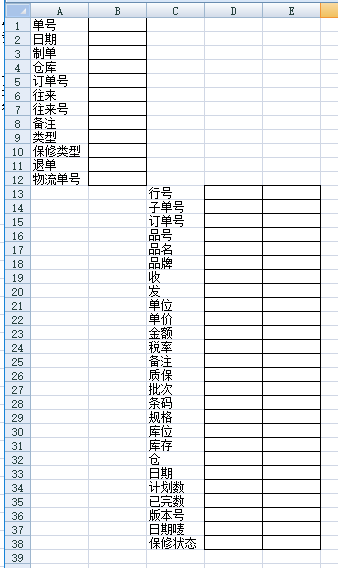 A B C D E
1 单号
2 日期
3 制单
4 仓库
5 订单号
6 往来
7 往来号
8 备注
9 类型
10 保修类型
11 退单
12 物流单号
13 行号
14 子单号
15 订单号
16 品号
17 品名
18 品牌
19 收
20 发
21 单位
22 单价
23 金额
24 税率
25 备注
26 质保
27 批次
28 条码
29 规格
30 库位
31 库存
32 仓
33 日期
34 计划数
35 已完数
36 版本号
37 日期唛
38 保修状态
39